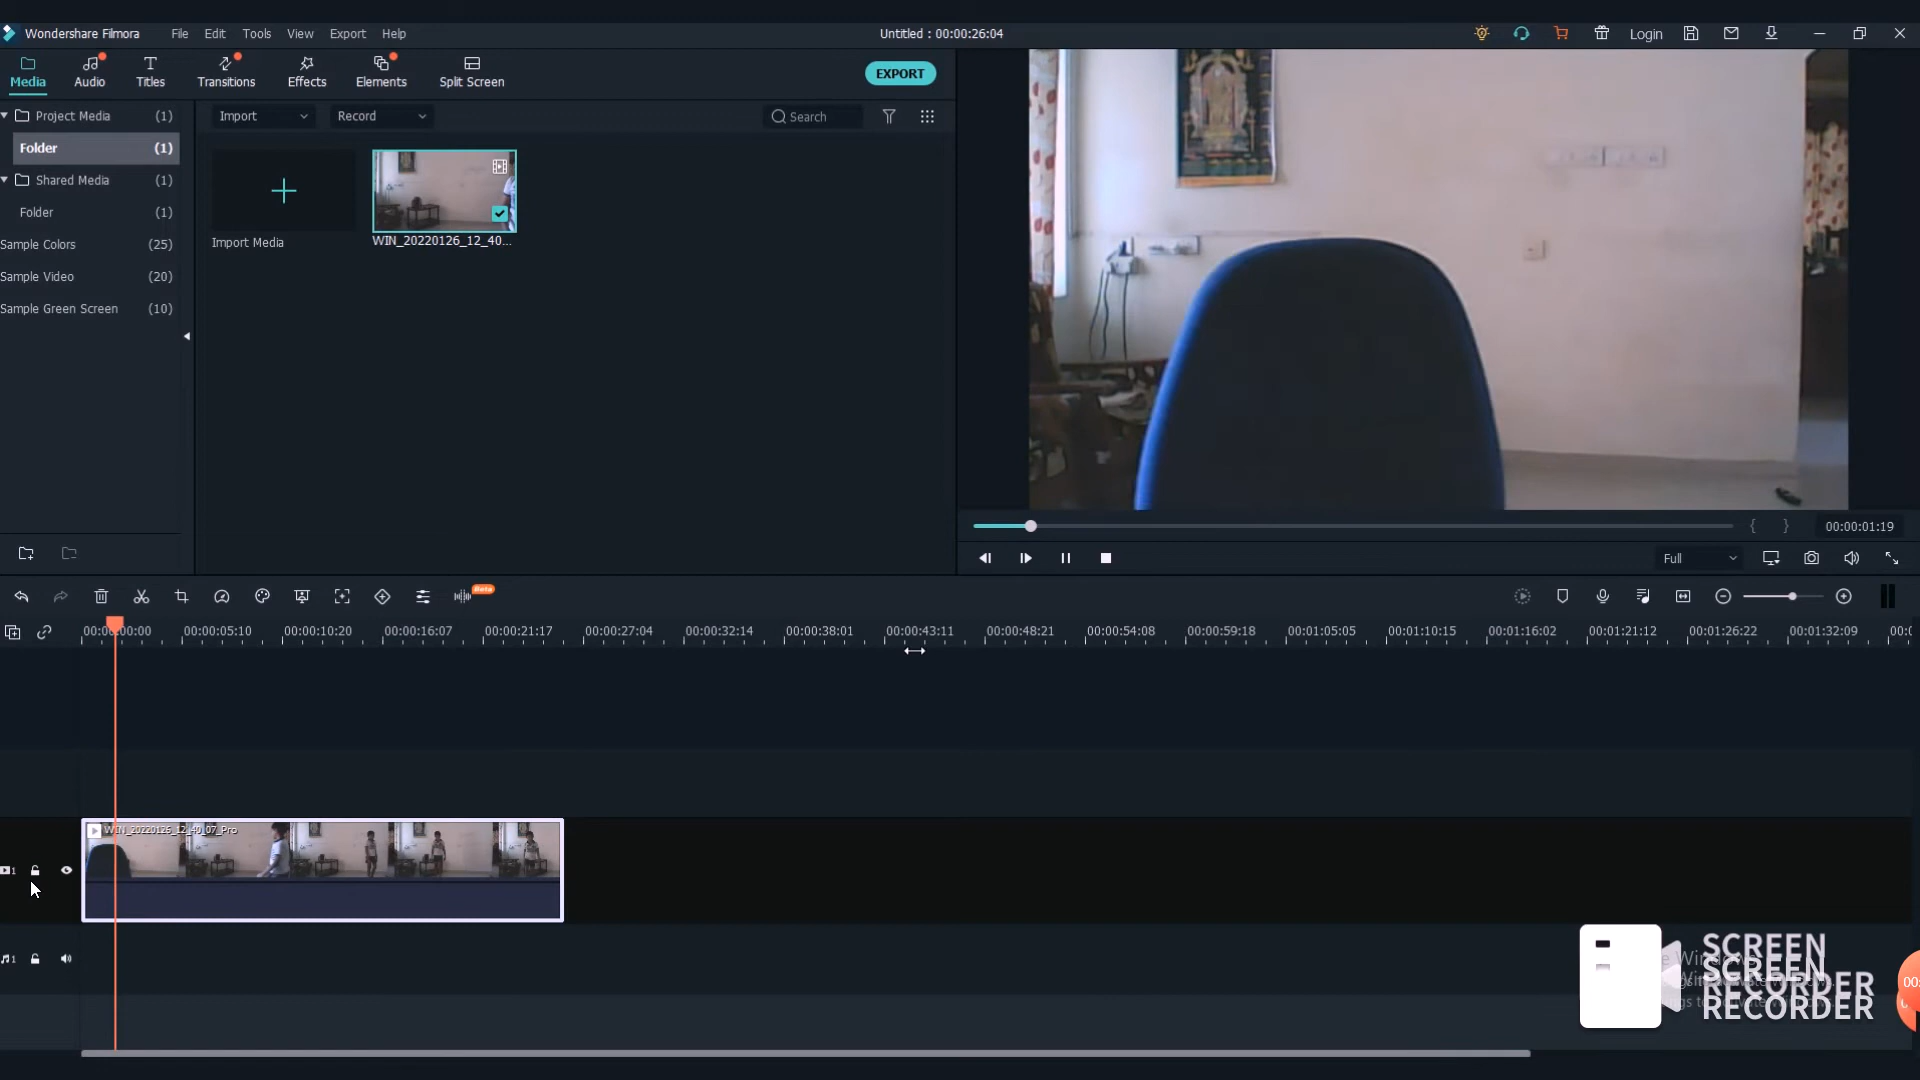 Wondershare Filmora File Edit Tools View Export Help Untitled : 00:00:26:04 Login
Media Audio Titles Transitions Effects Elements Split Screen EXPORT
Project Media (1) Import Record Search
Folder (1)
Shared Media (1)
Folder (1)
Sample Colors (25)
Sample Video (20)
Sample Green Screen (10)
Import Media WIN_20220126_12_40...
00:00:01:19
Full
Beta
00:00:00:00 00:00:05:10 00:00:10:20 00:00:16:07 00:00:21:17 00:00:27:04 00:00:32:14 00:00:38:01 00:00:43:11 00:00:48:21 00:00:54:08 00:00:59:18 00:01:05:05 00:01:10:15 00:01:16:02 00:01:21:12 00:01:26:22 00:01:32:09
WIN_20220126_12_40_07_Pro
1
1
SCREEN
SCREEN
RECORDER
RECORDER